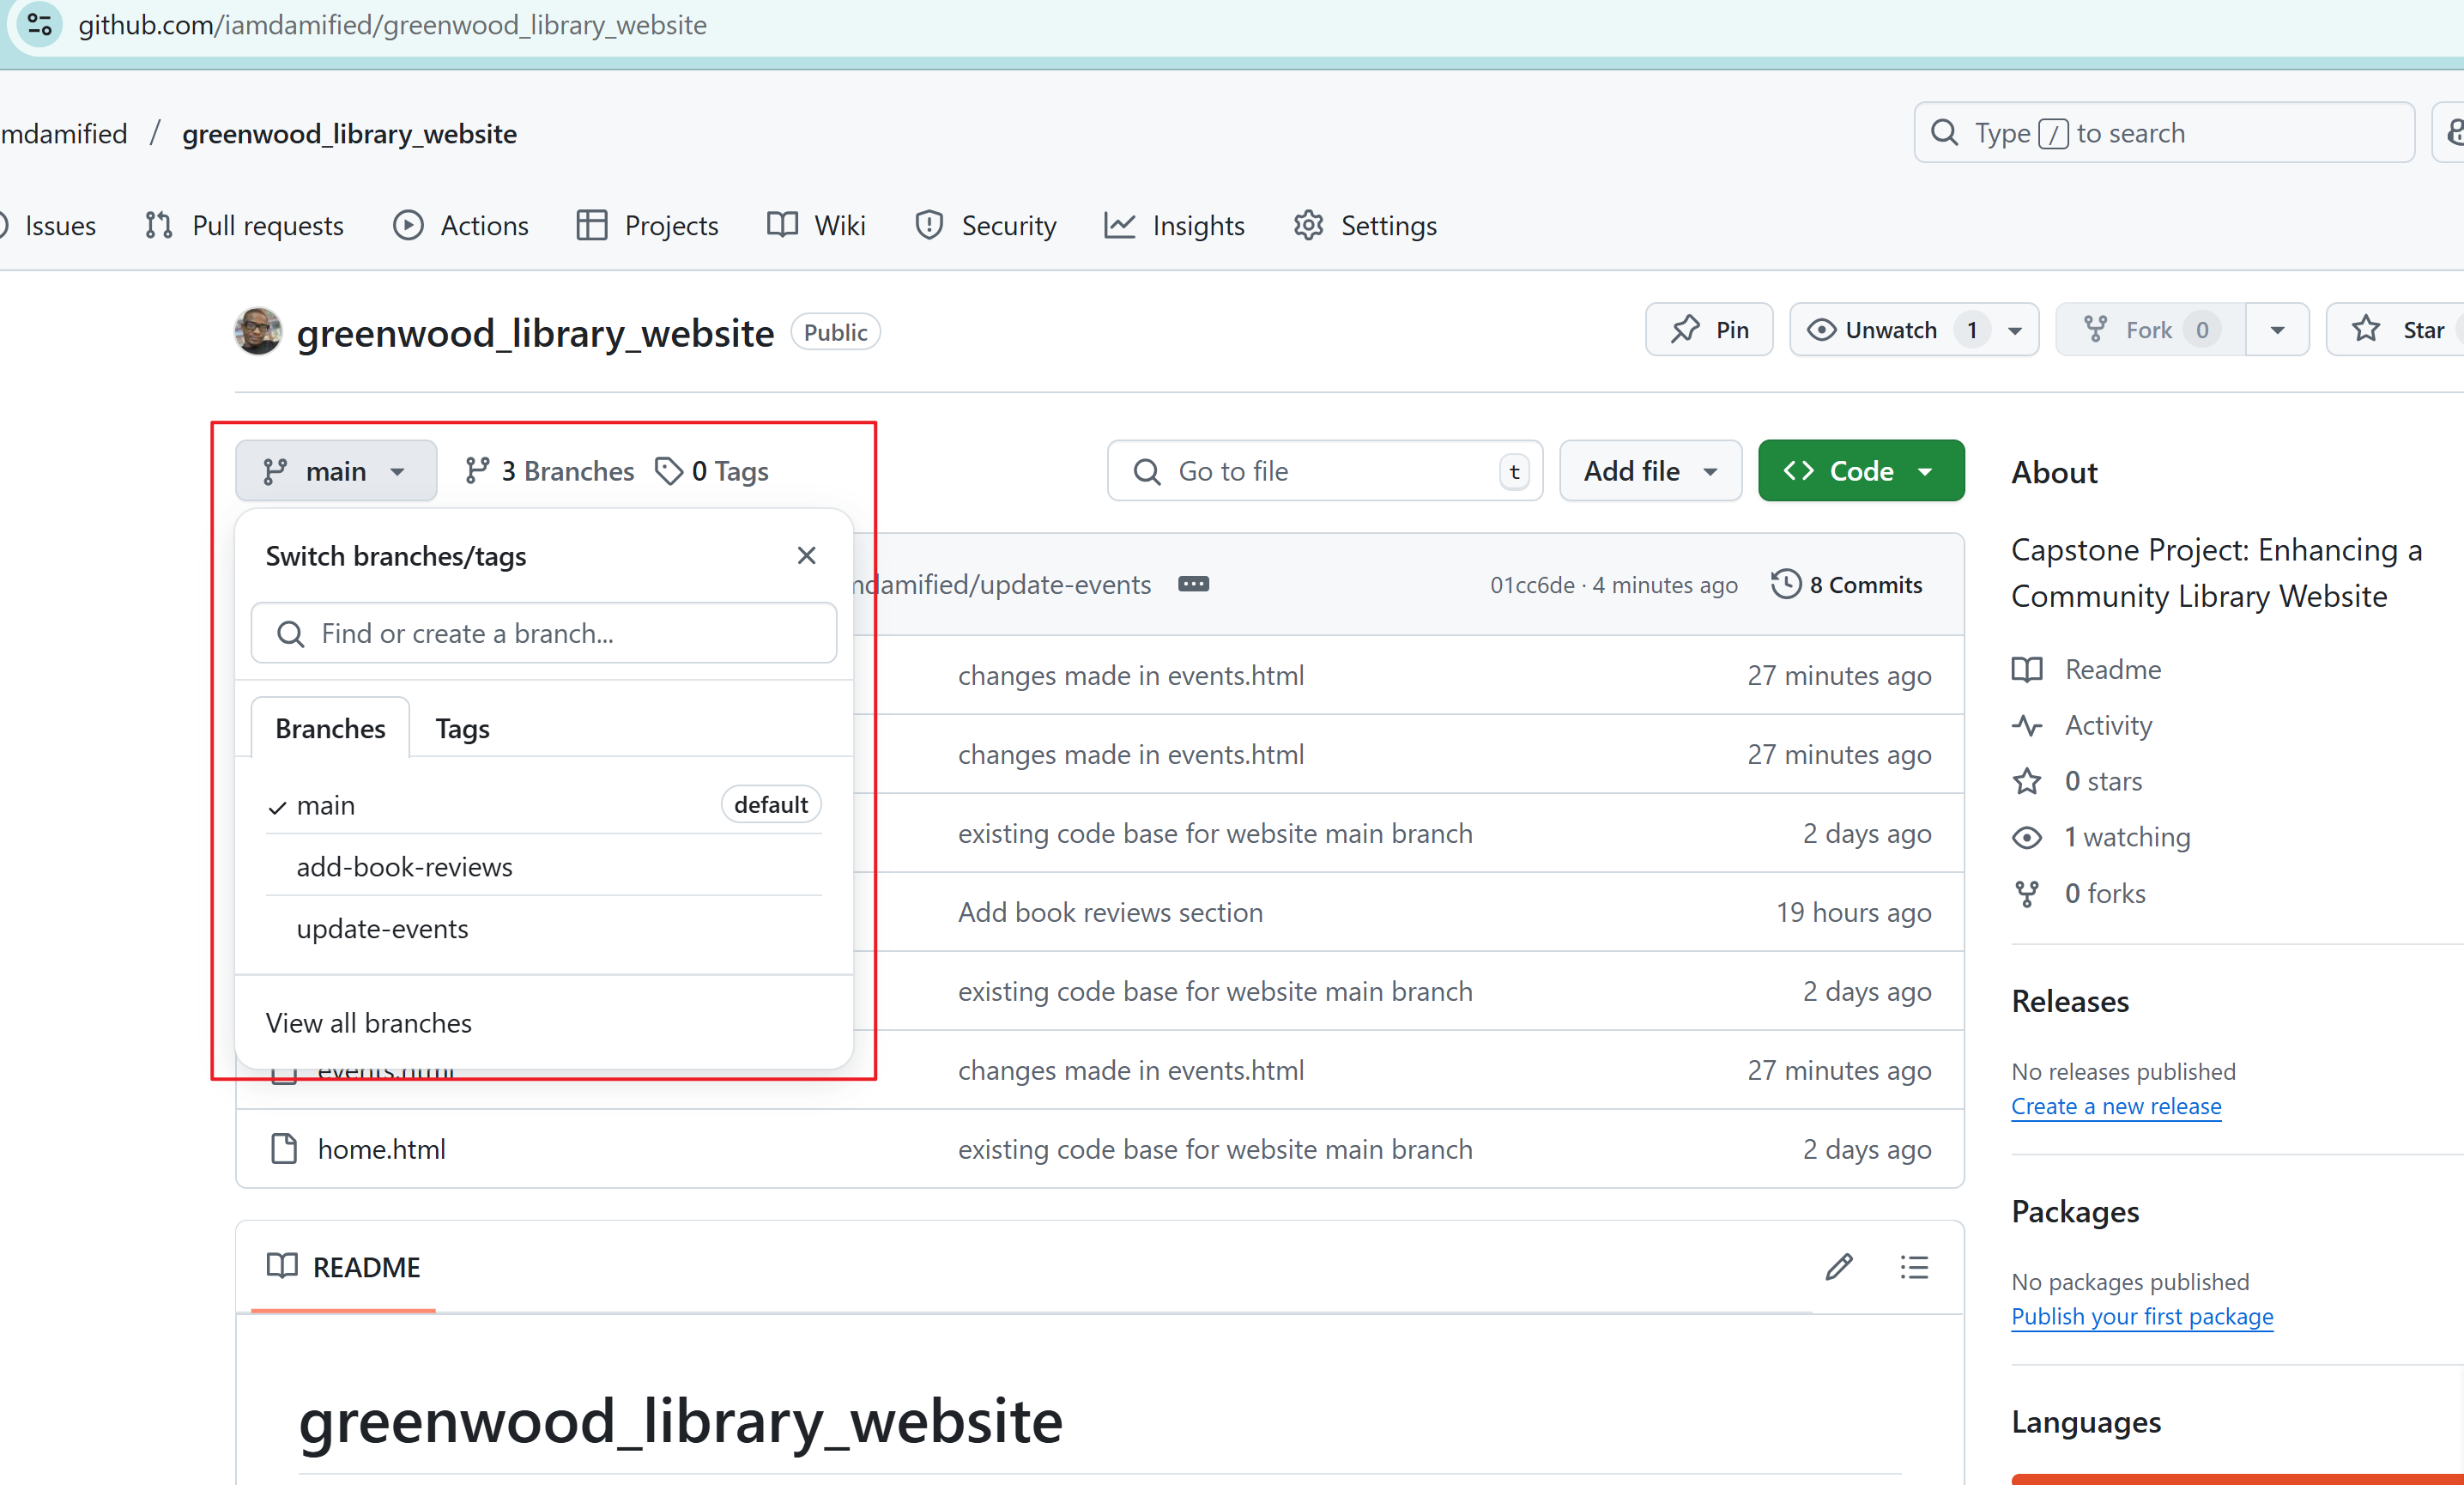 github.com/iamdamified/greenwood_library_website
mdamified / greenwood_library_website
Type / to search
Issues Pull requests Actions Projects Wiki Security Insights Settings
greenwood_library_website Public
Pin Unwatch 1 Fork 0 Star
main 3 Branches 0 Tags Go to file t Add file Code
About
Switch branches/tags
mdamified/update-events 01cc6de · 4 minutes ago 8 Commits
Capstone Project: Enhancing a
Community Library Website
Find or create a branch...
changes made in events.html 27 minutes ago
Readme
Branches Tags
Activity
changes made in events.html 27 minutes ago
0 stars
main default
existing code base for website main branch 2 days ago
1 watching
add-book-reviews
0 forks
Add book reviews section 19 hours ago
update-events
existing code base for website main branch 2 days ago
Releases
View all branches
events.html
changes made in events.html 27 minutes ago
No releases published
Create a new release
home.html existing code base for website main branch 2 days ago
Packages
README
No packages published
Publish your first package
greenwood_library_website
Languages